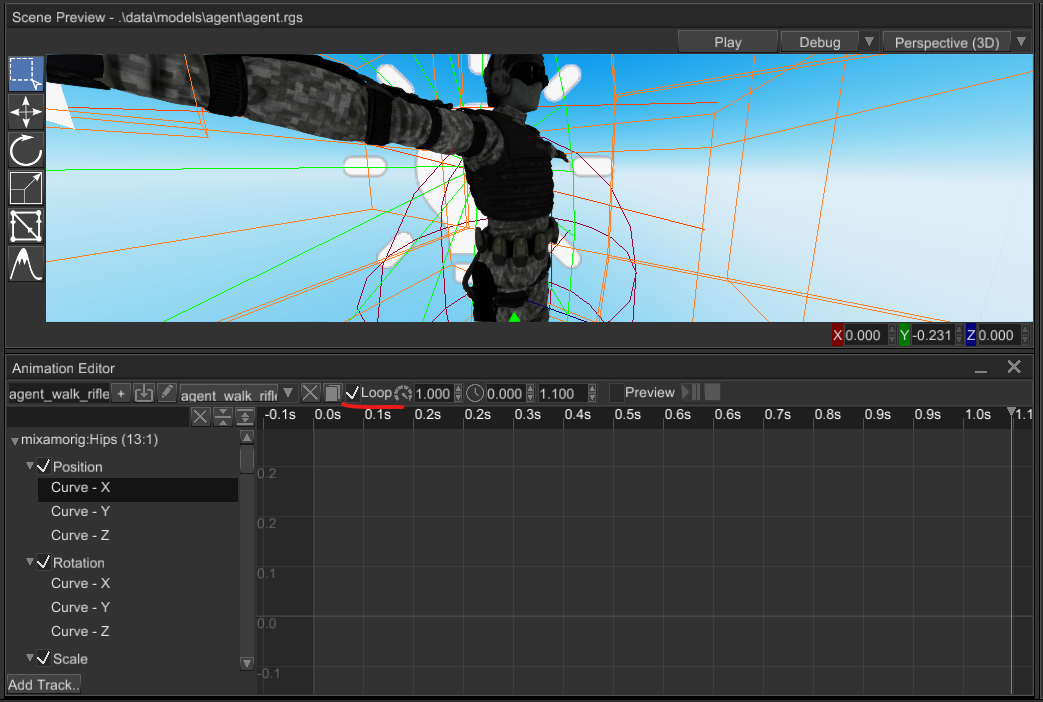 Scene Preview - .\data\models\agent\agent.rgs
Play Debug Perspective (3D)
X 0.000 Y -0.231 Z 0.000
Animation Editor
agent_walk_rifle + agent_walk_rifl Loop 1.000 0.000 1.100 Preview
-0.1s 0.0s 0.1s 0.2s 0.2s 0.3s 0.4s 0.5s 0.5s 0.6s 0.7s 0.8s 0.9s 0.9s 1.0s 1.1
mixamorig:Hips (13:1)
Position
0.2
Curve - X
Curve - Y
0.2
Curve - Z
Rotation
0.1
Curve - X
Curve - Y
0.0
Curve - Z
Scale
-0.1
Add Track..